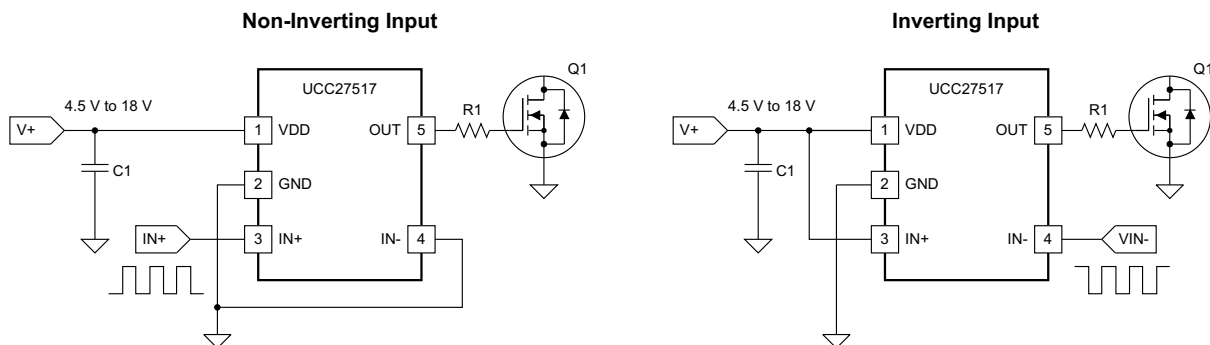 Non-Inverting Input
UCC27517
Q1
4.5 V to 18 V
R1
V+
1
VDD
OUT
5
C1
2
GND
IN+
3
IN+
IN-
4
Inverting Input
UCC27517
Q1
4.5 V to 18 V
R1
V+
1
VDD
OUT
5
C1
2
GND
3
IN+
IN-
4
VIN-